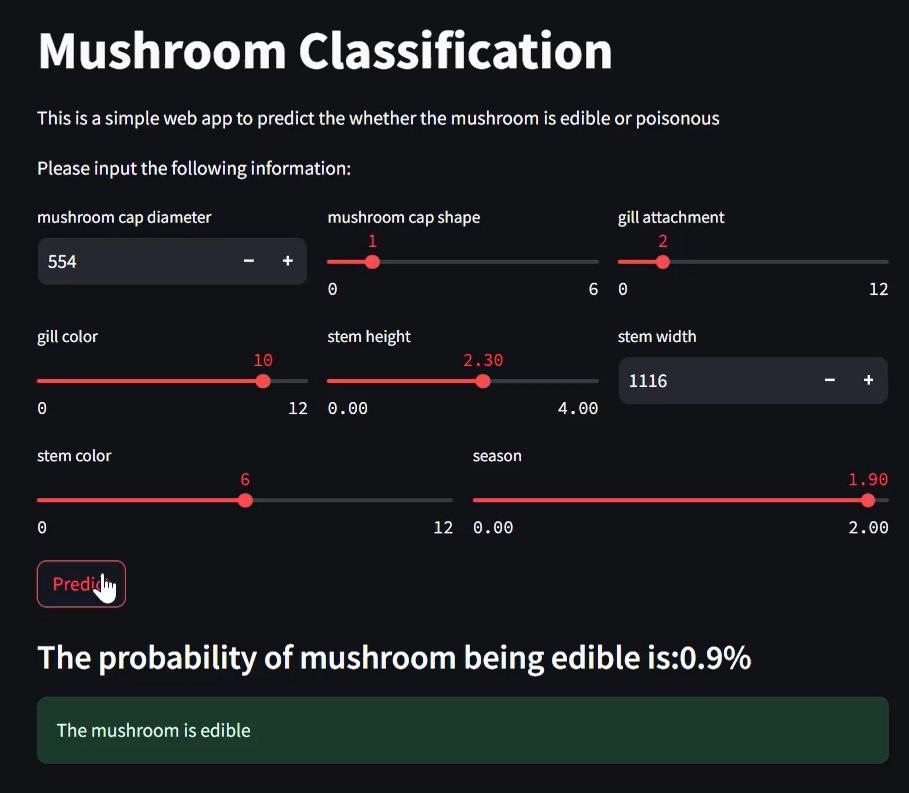 Mushroom Classification
This is a simple web app to predict the whether the mushroom is edible or poisonous
Please input the following information:
mushroom cap diameter
554 − +
mushroom cap shape
1
0 6
gill attachment
2
0 12
gill color
10
0 12
stem height
2.30
0.00 4.00
stem width
1116 − +
stem color
6
0 12
season
1.90
0.00 2.00
Predict
The probability of mushroom being edible is:0.9%
The mushroom is edible